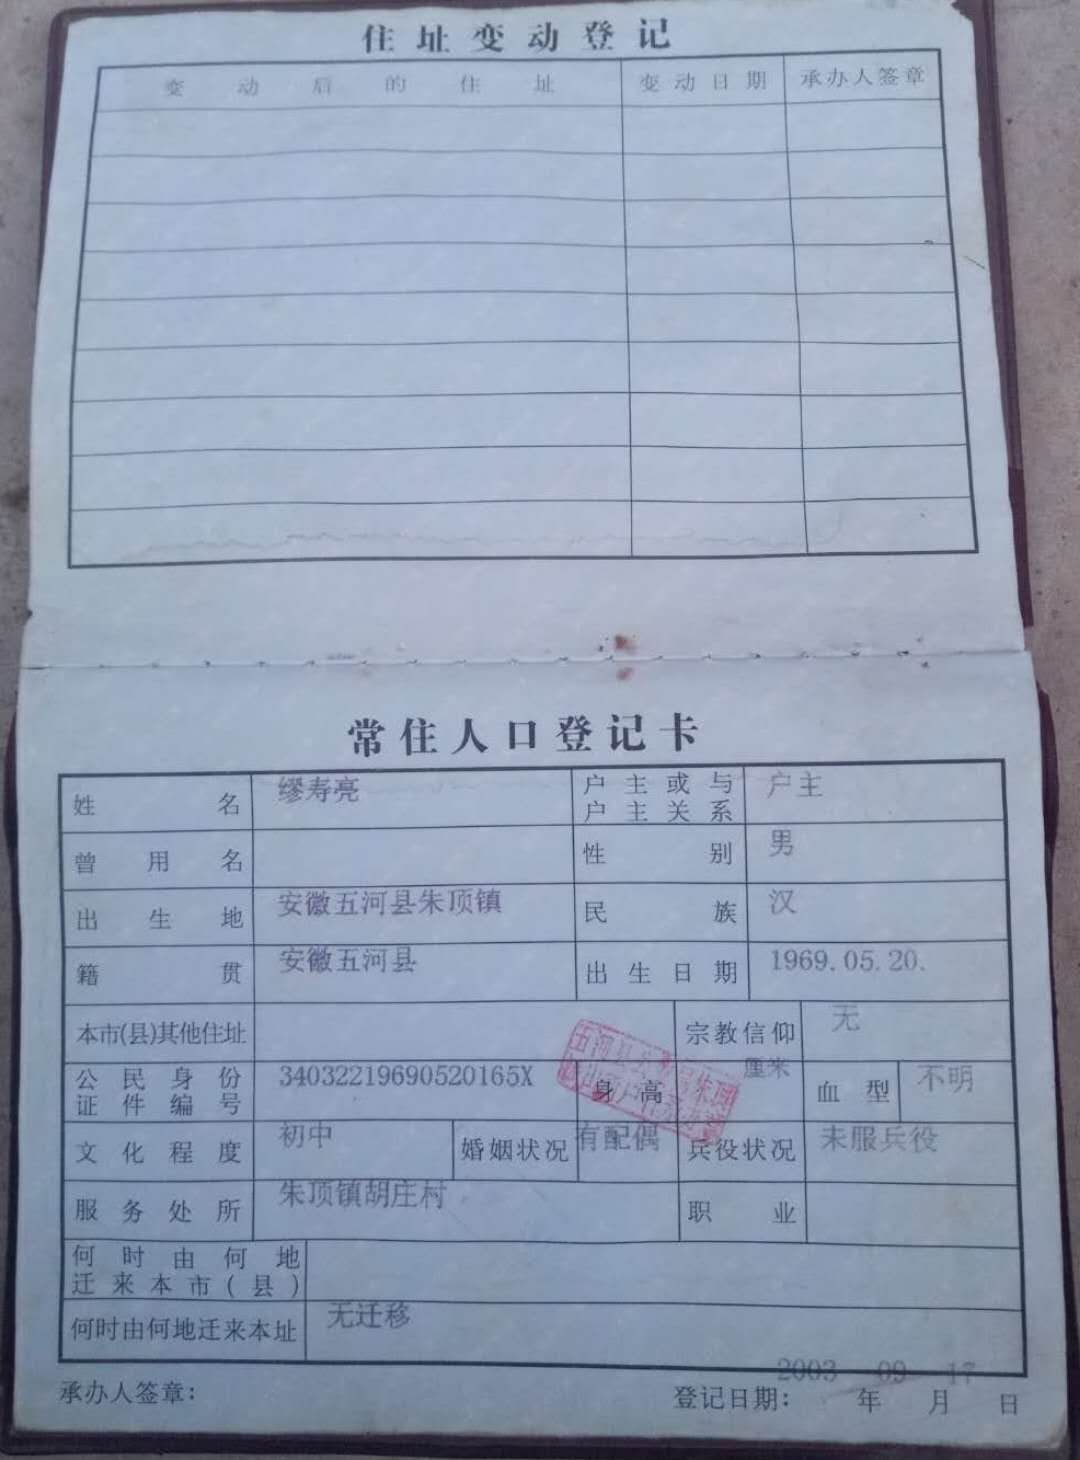 住址变动登记
变动后的住址 变动日期 承办人签章
常住人口登记卡
姓名 缪寿亮 户主或与户主关系 户主
曾用名 性别 男
出生地 安徽五河县朱顶镇 民族 汉
籍贯 安徽五河县 出生日期 1969.05.20.
本市(县)其他住址 宗教信仰 无
公民身份证件编号 34032219690520165X 身高 厘米 血型 不明
文化程度 初中 婚姻状况 有配偶 兵役状况 未服兵役
服务处所 朱顶镇胡庄村 职业
何时由何地迁来本市(县)
何时由何地迁来本址 无迁移
承办人签章: 登记日期: 2003年09月17日